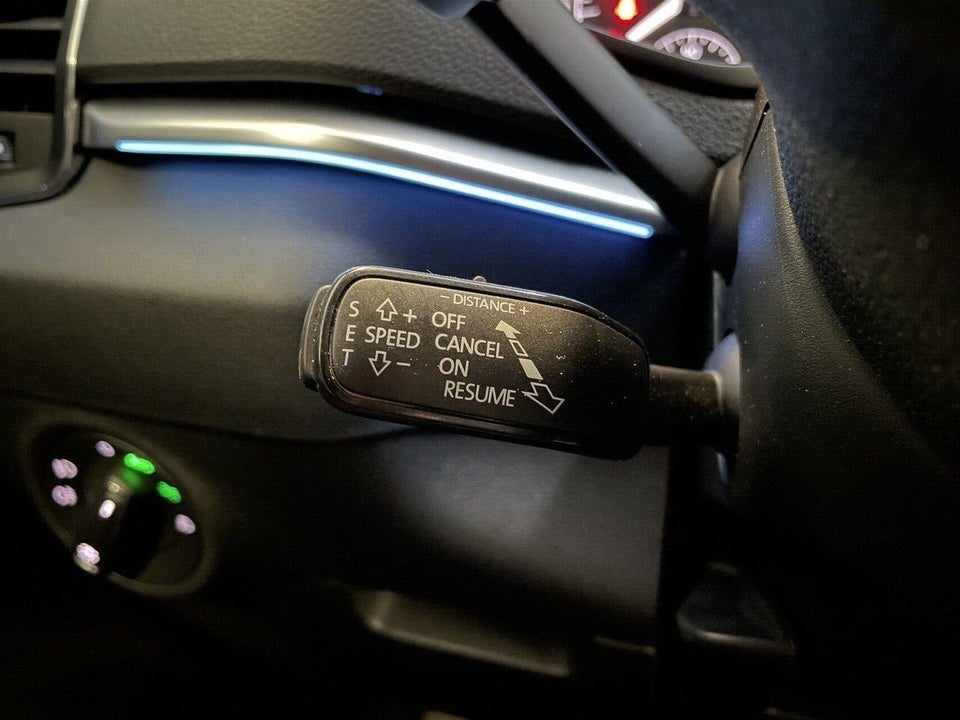 - DISTANCE +
S + OFF
E SPEED CANCEL
T - ON
RESUME